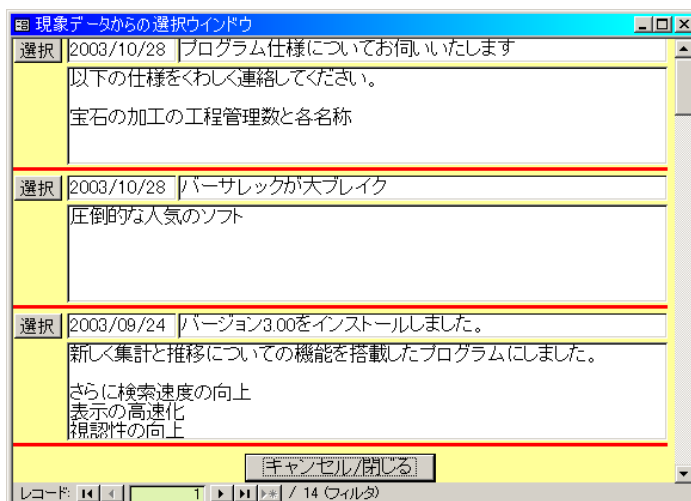 現象データからの選択ウインドウ
選択 2003/10/28 プログラム仕様についてお伺いいたします
以下の仕様をくわしく連絡してください。
宝石の加工の工程管理数と各名称
選択 2003/10/28 バーサレックが大ブレイク
圧倒的な人気のソフト
選択 2003/09/24 バージョン3.00をインストールしました。
新しく集計と推移についての機能を搭載したプログラムにしました。
さらに検索速度の向上
表示の高速化
視認性の向上
キャンセル/閉じる
レコード: 1 / 14 (フィルタ)